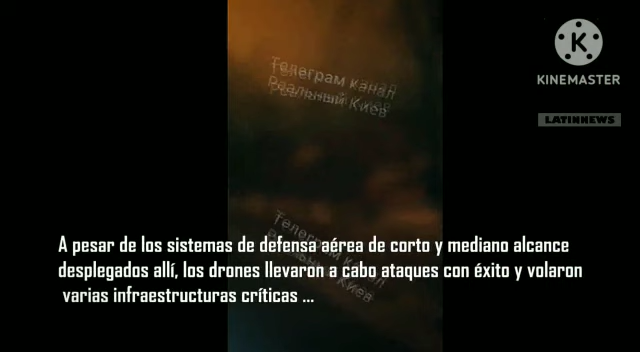 K
KINEMASTER
LATINNEWS
Телеграм канал
Реальный Киев
Телеграм канал
Киев
A pesar de los sistemas de defensa aérea de corto y mediano alcance
desplegados allí, los drones llevaron a cabo ataques con éxito y volaron
varias infraestructuras críticas ...